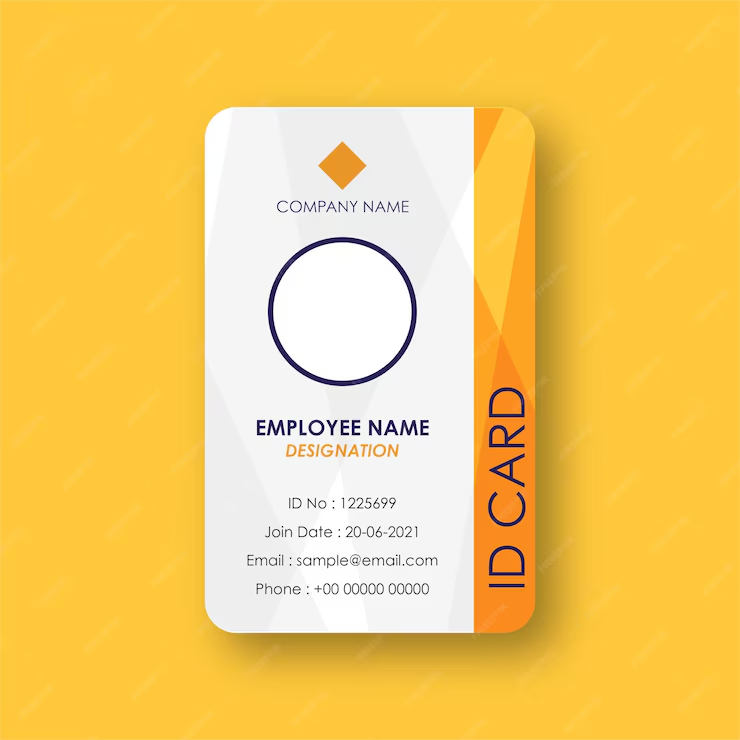 COMPANY NAME
EMPLOYEE NAME
DESIGNATION
ID No : 1225699
Join Date : 20-06-2021
Email : sample@email.com
Phone : +00 00000 00000
ID CARD